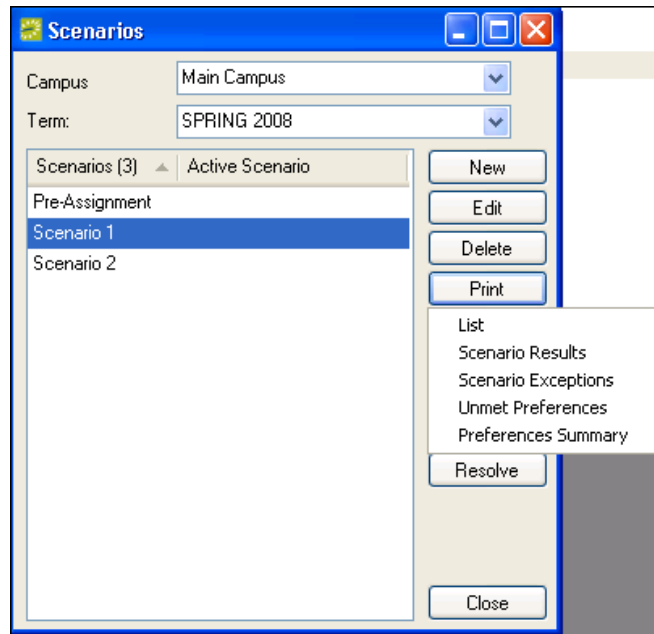 Scenarios
Campus
Main Campus
Term:
SPRING 2008
Scenarios (3) Active Scenario
Pre-Assignment
Scenario 1
Scenario 2
New
Edit
Delete
Print
List
Scenario Results
Scenario Exceptions
Unmet Preferences
Preferences Summary
Resolve
Close